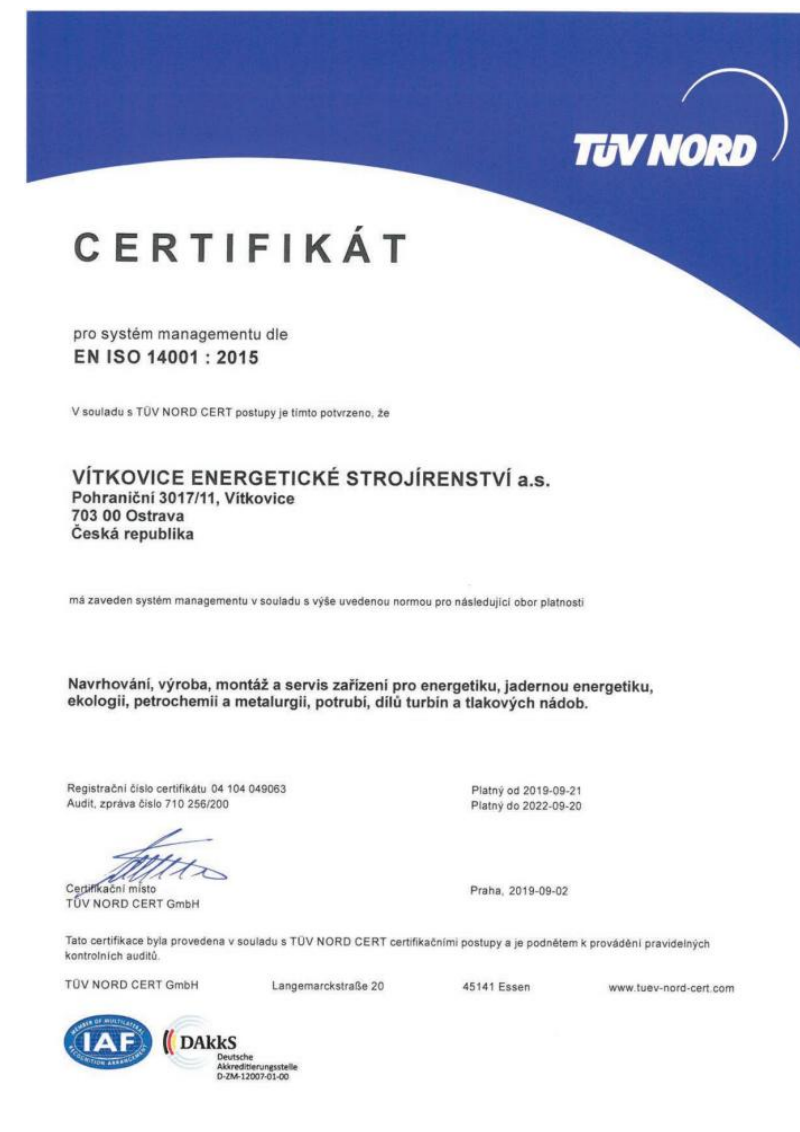 TÜV NORD
CERTIFIKÁT
pro systém managementu dle
EN ISO 14001 : 2015
V souladu s TÜV NORD CERT postupy je tímto potvrzeno, že
VÍTKOVICE ENERGETICKÉ STROJÍRENSTVÍ a.s.
Pohraniční 3017/11, Vítkovice
703 00 Ostrava
Česká republika
má zaveden systém managementu v souladu s výše uvedenou normou pro následující obor platnosti
Navrhování, výroba, montáž a servis zařízení pro energetiku, jadernou energetiku,
ekologii, petrochemii a metalurgii, potrubí, dílů turbin a tlakových nádob.
Registrační číslo certifikátu 04 104 049063
Platný od 2019-09-21
Audit, zpráva číslo 710 256/200
Platný do 2022-09-20
Certifikační místo
TÜV NORD CERT GmbH
Praha, 2019-09-02
Tato certifikace byla provedena v souladu s TÜV NORD CERT certifikačními postupy a je podnětem k provádění pravidelných
kontrolních auditů.
TÜV NORD CERT GmbH Langemarckstraße 20 45141 Essen www.tuev-nord-cert.com
MEMBER OF MULTILATERAL
IAF
RECOGNITION ARRANGEMENT
DAkkS
Deutsche
Akkreditierungsstelle
D-ZM-12007-01-00